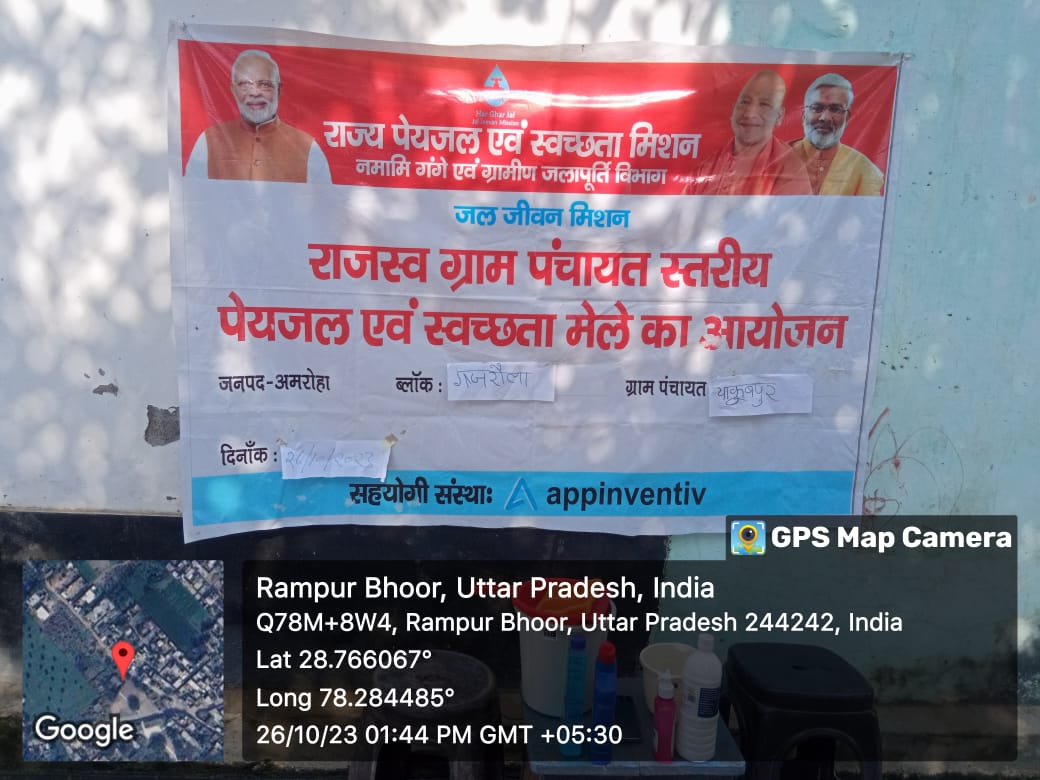 Har Ghar Jal
Jal Jeevan Mission
राज्य पेयजल एवं स्वच्छता मिशन
नमामि गंगे एवं ग्रामीण जलापूर्ति विभाग
जल जीवन मिशन
राजस्व ग्राम पंचायत स्तरीय
पेयजल एवं स्वच्छता मेले का आयोजन
जनपद-अमरोहा ब्लॉक : गजरौला ग्राम पंचायत याकुबपुर
दिनाँक :
सहयोगी संस्थाः appinventiv
GPS Map Camera
Rampur Bhoor, Uttar Pradesh, India
Q78M+8W4, Rampur Bhoor, Uttar Pradesh 244242, India
Lat 28.766067°
Long 78.284485°
26/10/23 01:44 PM GMT +05:30
Google